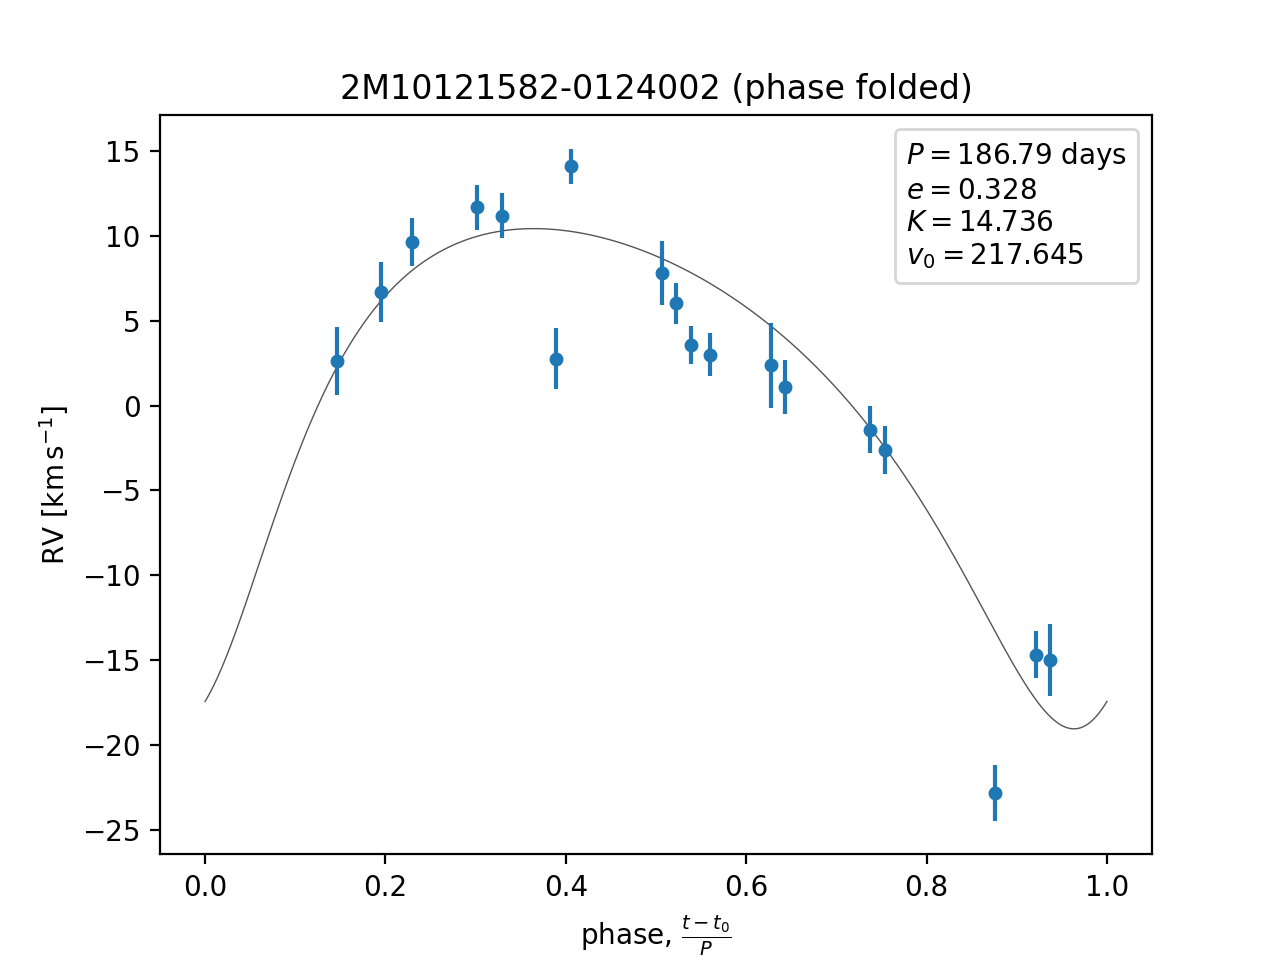 2M10121582-0124002 (phase folded)
P = 186.79 days
e = 0.328
K = 14.736
v₀ = 217.645
RV [km s⁻¹]
15
10
5
0
−5
−10
−15
−20
−25
0.0 0.2 0.4 0.6 0.8 1.0
phase, (t − t₀)/P